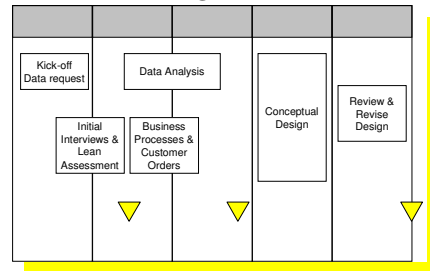 Kick-off
Data request
Data Analysis
Initial
Interviews &
Lean
Assessment
Business
Processes &
Customer
Orders
Conceptual
Design
Review &
Revise
Design